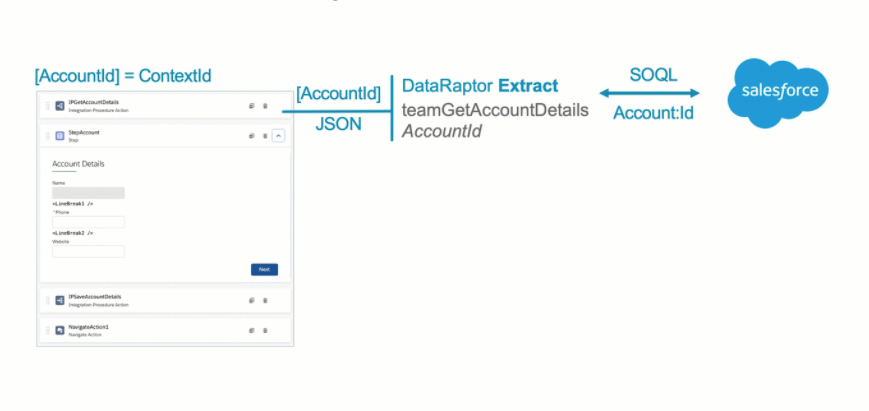 [AccountId] = ContextId
IPGetAccountDetails
Integration Procedure Action
StepAccount
Step
Account Details
Name
<LineBreak1 />
*Phone
<LineBreak2 />
Website
Next
IPSaveAccountDetails
Integration Procedure Action
NavigateAction1
Navigate Action
[AccountId]
JSON
DataRaptor Extract
teamGetAccountDetails
AccountId
SOQL
Account:Id
salesforce